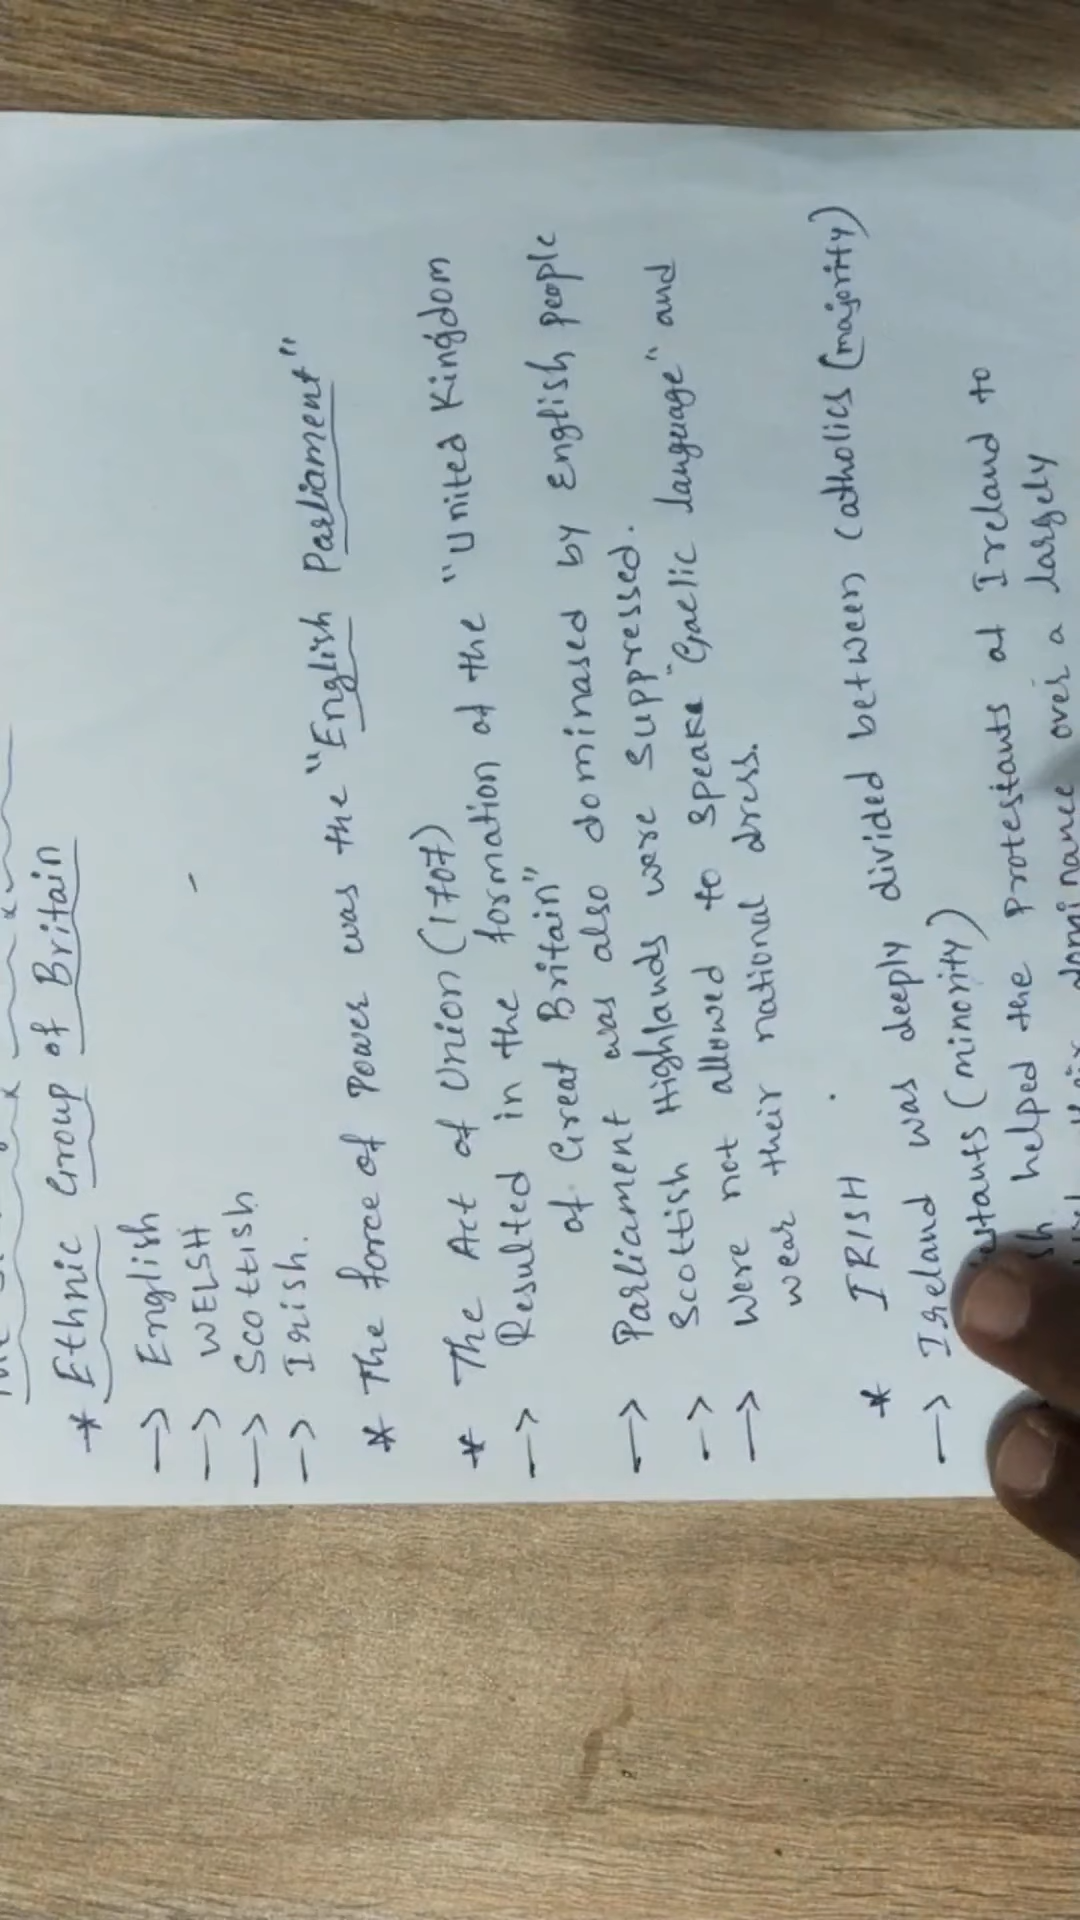 * Ethnic Group of Britain
→ English
→ WELSH
→ Scottish
→ Irish.
* The force of Power was the "English Parliament"
* The Act of Union (1707)
→ Resulted in the formation of the "United Kingdom
of Great Britain"
→ Parliament was also dominased by English people
→ Scottish Highlands were suppressed.
→ Were not allowed to speake "Gaelic language" and
wear their national dress.
* IRISH
→ Ireland was deeply divided between Catholics (majority)
(minority)
helped the Protestants of Ireland to
dominance over a largely